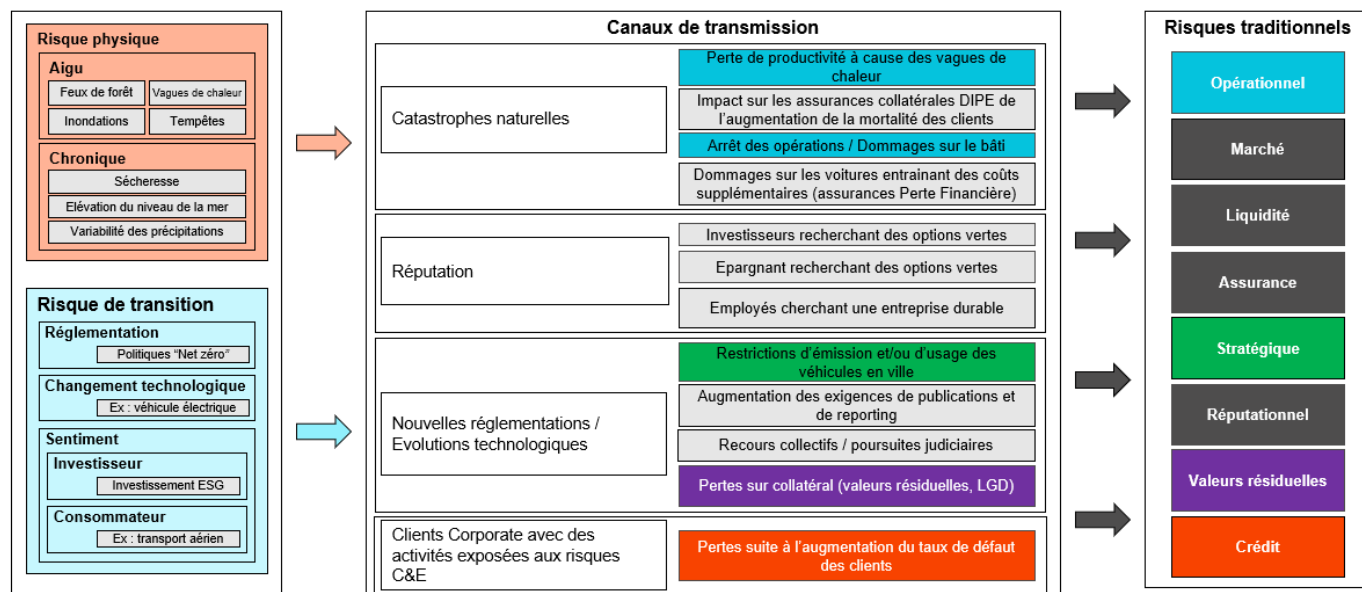 Risque physique
Aigu
Feux de forêt
Vagues de chaleur
Inondations
Tempêtes
Chronique
Sécheresse
Elévation du niveau de la mer
Variabilité des précipitations
Risque de transition
Réglementation
Politiques “Net zéro”
Changement technologique
Ex : véhicule électrique
Sentiment
Investisseur
Investissement ESG
Consommateur
Ex : transport aérien
Canaux de transmission
Catastrophes naturelles
Perte de productivité à cause des vagues de
chaleur
Impact sur les assurances collatérales DIPE de
l’augmentation de la mortalité des clients
Arrêt des opérations / Dommages sur le bâti
Dommages sur les voitures entrainant des coûts
supplémentaires (assurances Perte Financière)
Réputation
Investisseurs recherchant des options vertes
Epargnant recherchant des options vertes
Employés cherchant une entreprise durable
Nouvelles réglementations /
Evolutions technologiques
Restrictions d’émission et/ou d’usage des
véhicules en ville
Augmentation des exigences de publications et
de reporting
Recours collectifs / poursuites judiciaires
Pertes sur collatéral (valeurs résiduelles, LGD)
Clients Corporate avec des
activités exposées aux risques
C&E
Pertes suite à l’augmentation du taux de défaut
des clients
Risques traditionnels
Opérationnel
Marché
Liquidité
Assurance
Stratégique
Réputationnel
Valeurs résiduelles
Crédit